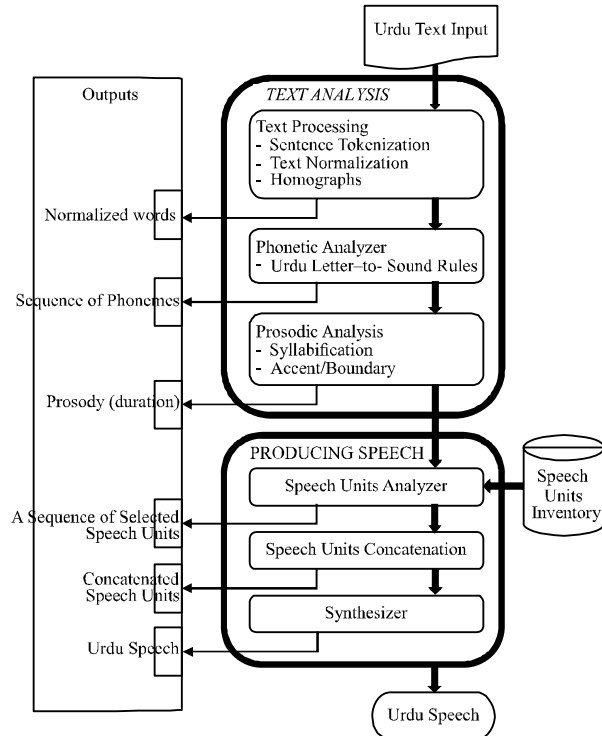 Urdu Text Input
Outputs
TEXT ANALYSIS
Text Processing
- Sentence Tokenization
- Text Normalization
- Homographs
Normalized words
Phonetic Analyzer
- Urdu Letter–to- Sound Rules
Sequence of Phonemes
Prosodic Analysis
- Syllabification
- Accent/Boundary
Prosody (duration)
PRODUCING SPEECH
Speech Units Analyzer
Speech
Units
Inventory
A Sequence of Selected
Speech Units
Speech Units Concatenation
Concatenated
Speech Units
Synthesizer
Urdu Speech
Urdu Speech